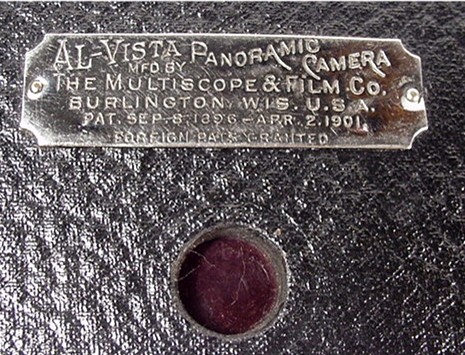 AL-VISTA PANORAMIC CAMERA
MFD BY
THE MULTISCOPE & FILM CO.
BURLINGTON WIS. U.S.A.
PAT. SEP. 8. 1896 – APR. 2. 1901.
FOREIGN PATS. GRANTED